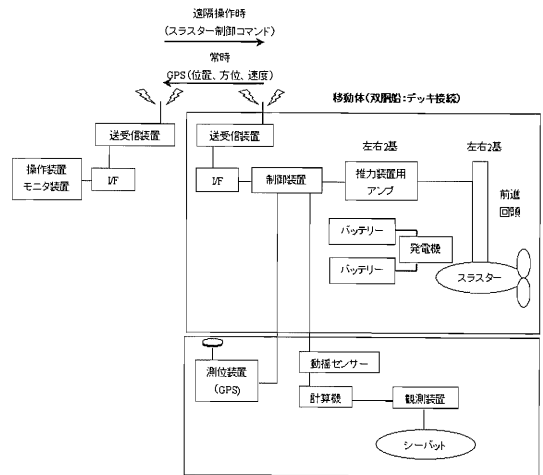 遠隔操作時
(スラスター制御コマンド)
常時
GPS(位置、方位、速度)
移動体(双胴船:デッキ接続)
送受信装置
送受信装置
左右2基
左右2基
操作装置
モニタ装置
I/F
I/F
制御装置
推力装置用
アンプ
前進
回頭
バッテリー
発電機
バッテリー
スラスター
動揺センサー
測位装置
(GPS)
計算機
観測装置
シーバット